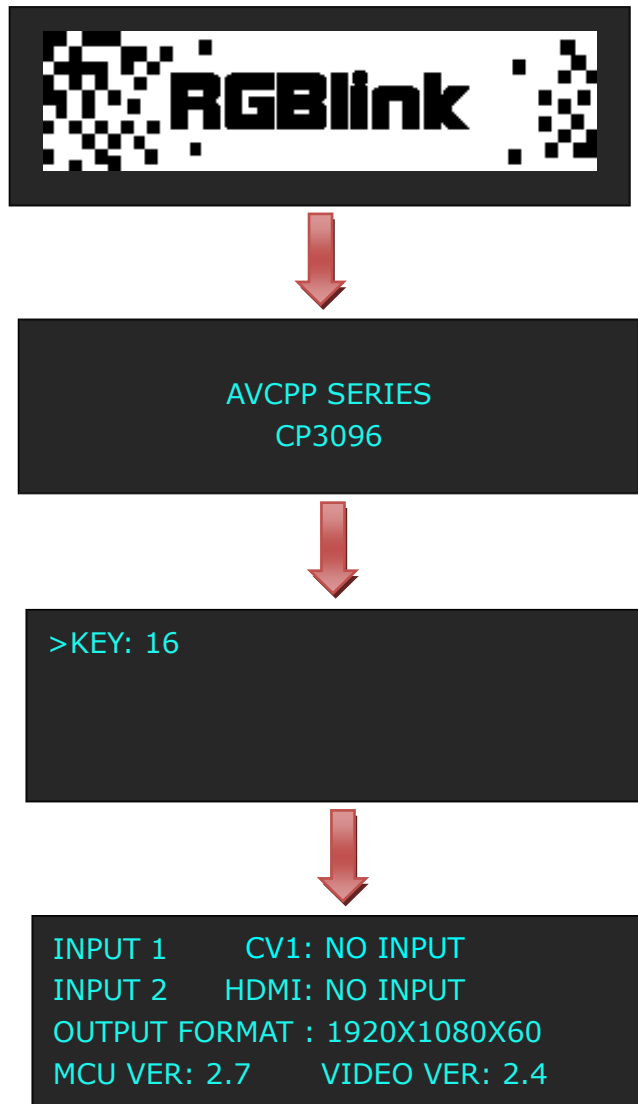 RGBlink
AVCPP SERIES
CP3096
>KEY: 16
INPUT 1 CV1: NO INPUT
INPUT 2 HDMI: NO INPUT
OUTPUT FORMAT : 1920X1080X60
MCU VER: 2.7 VIDEO VER: 2.4